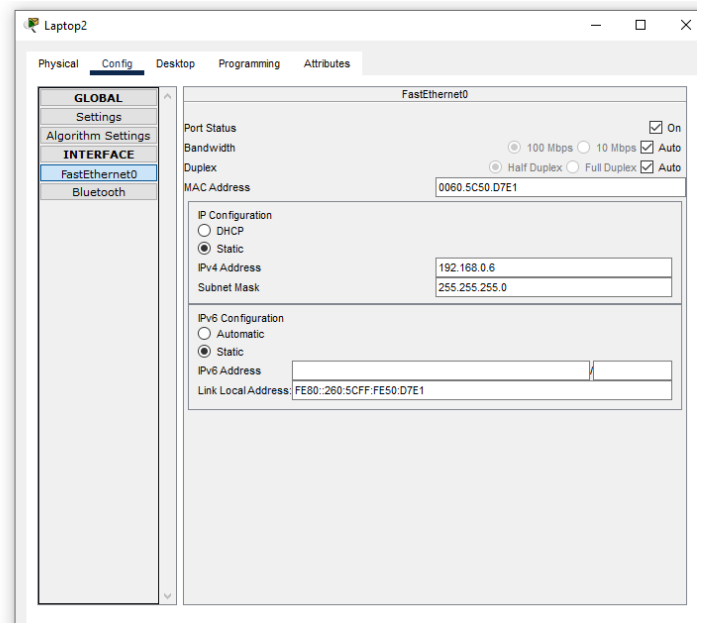 Laptop2
Physical Config Desktop Programming Attributes
GLOBAL
Settings
Algorithm Settings
INTERFACE
FastEthernet0
Bluetooth
FastEthernet0
Port Status On
Bandwidth 100 Mbps 10 Mbps Auto
Duplex Half Duplex Full Duplex Auto
MAC Address 0060.5C50.D7E1
IP Configuration
DHCP
Static
IPv4 Address 192.168.0.6
Subnet Mask 255.255.255.0
IPv6 Configuration
Automatic
Static
IPv6 Address /
Link Local Address: FE80::260:5CFF:FE50:D7E1